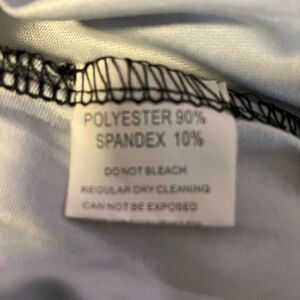 POLYESTER 90%
SPANDEX 10%
DO NOT BLEACH
REGULAR DRY CLEANING
CAN NOT BE EXPOSED